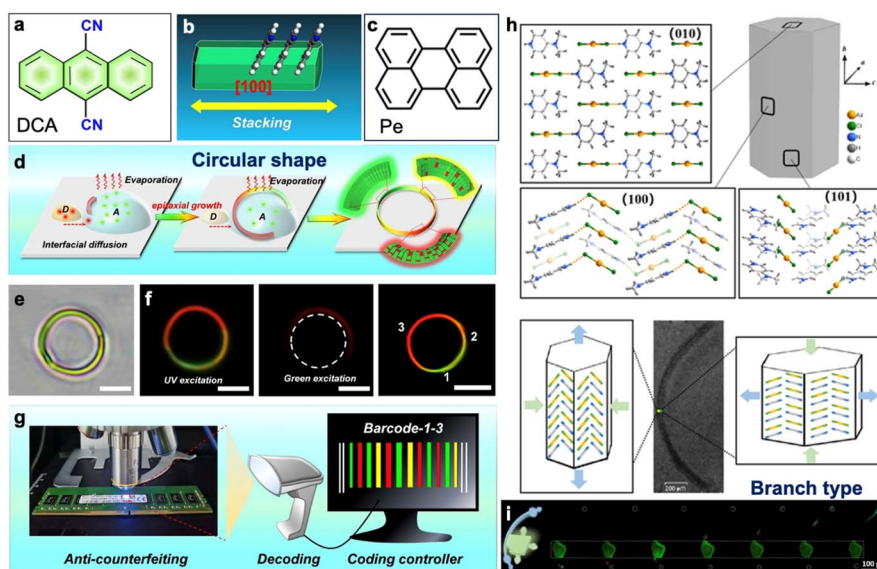 a
CN
CN
DCA
b
[100]
Stacking
c
Pe
d
Circular shape
Evaporation
Evaporation
epitaxial growth
D
A
D
A
Interfacial diffusion
e
f
UV excitation
Green excitation
3
2
1
g
Barcode-1-3
Anti-counterfeiting
Decoding
Coding controller
h
(010)
b
a
c
Au
Cl
N
H
C
(100)
(101)
200 μm
Branch type
i
100